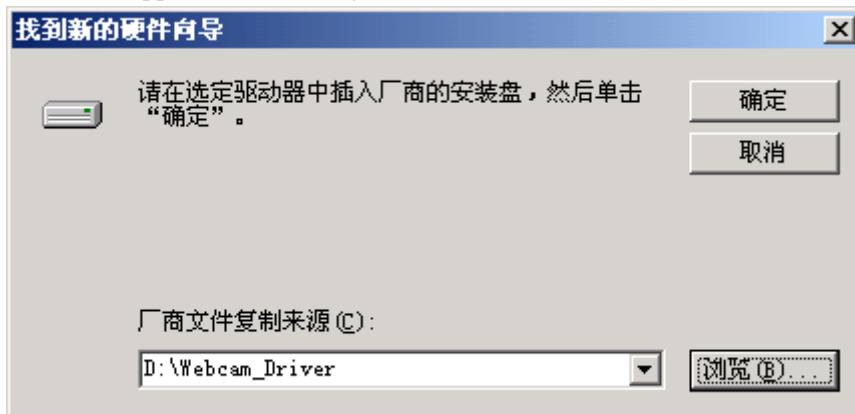 找到新的硬件向导
请在选定驱动器中插入厂商的安装盘，然后单击
“确定”。
确定
取消
厂商文件复制来源(C):
D:\Webcam_Driver
浏览(B)...